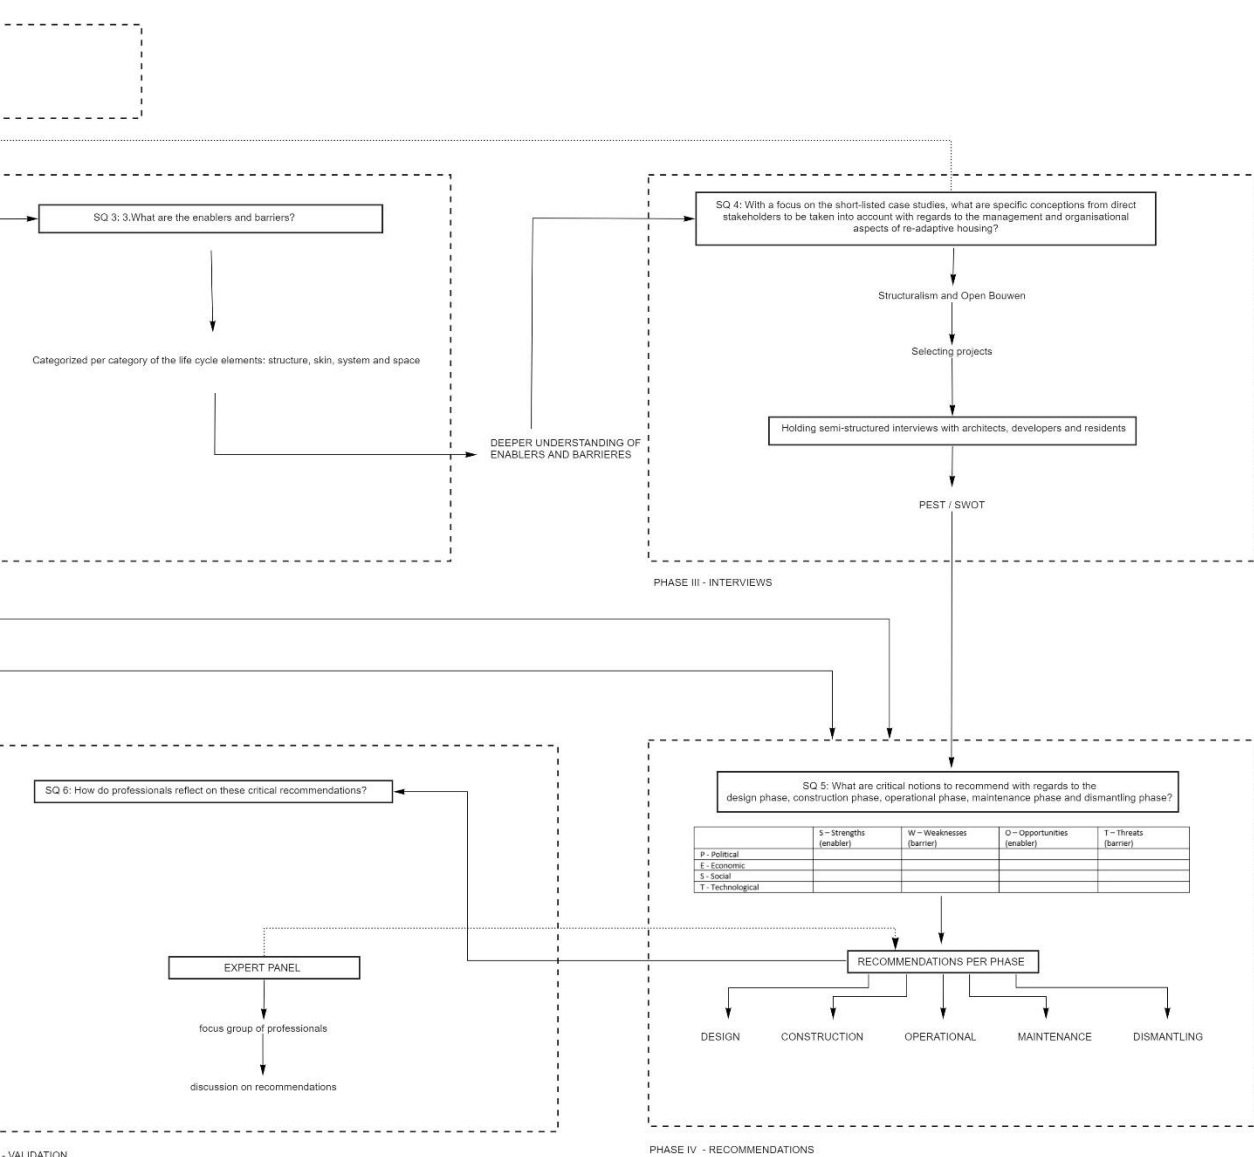 SQ 3: 3.What are the enablers and barriers?
Categorized per category of the life cycle elements: structure, skin, system and space
DEEPER UNDERSTANDING OF
ENABLERS AND BARRIERES
SQ 4: With a focus on the short-listed case studies, what are specific conceptions from direct
stakeholders to be taken into account with regards to the management and organisational
aspects of re-adaptive housing?
Structuralism and Open Bouwen
Selecting projects
Holding semi-structured interviews with architects, developers and residents
PEST / SWOT
PHASE III - INTERVIEWS
SQ 6: How do professionals reflect on these critical recommendations?
EXPERT PANEL
focus group of professionals
discussion on recommendations
- VALIDATION
SQ 5: What are critical notions to recommend with regards to the
design phase, construction phase, operational phase, maintenance phase and dismantling phase?
S – Strengths W – Weaknesses O – Opportunities T – Threats
(enabler) (barrier) (enabler) (barrier)
P - Political
E - Economic
S - Social
T - Technological
RECOMMENDATIONS PER PHASE
DESIGN CONSTRUCTION OPERATIONAL MAINTENANCE DISMANTLING
PHASE IV - RECOMMENDATIONS